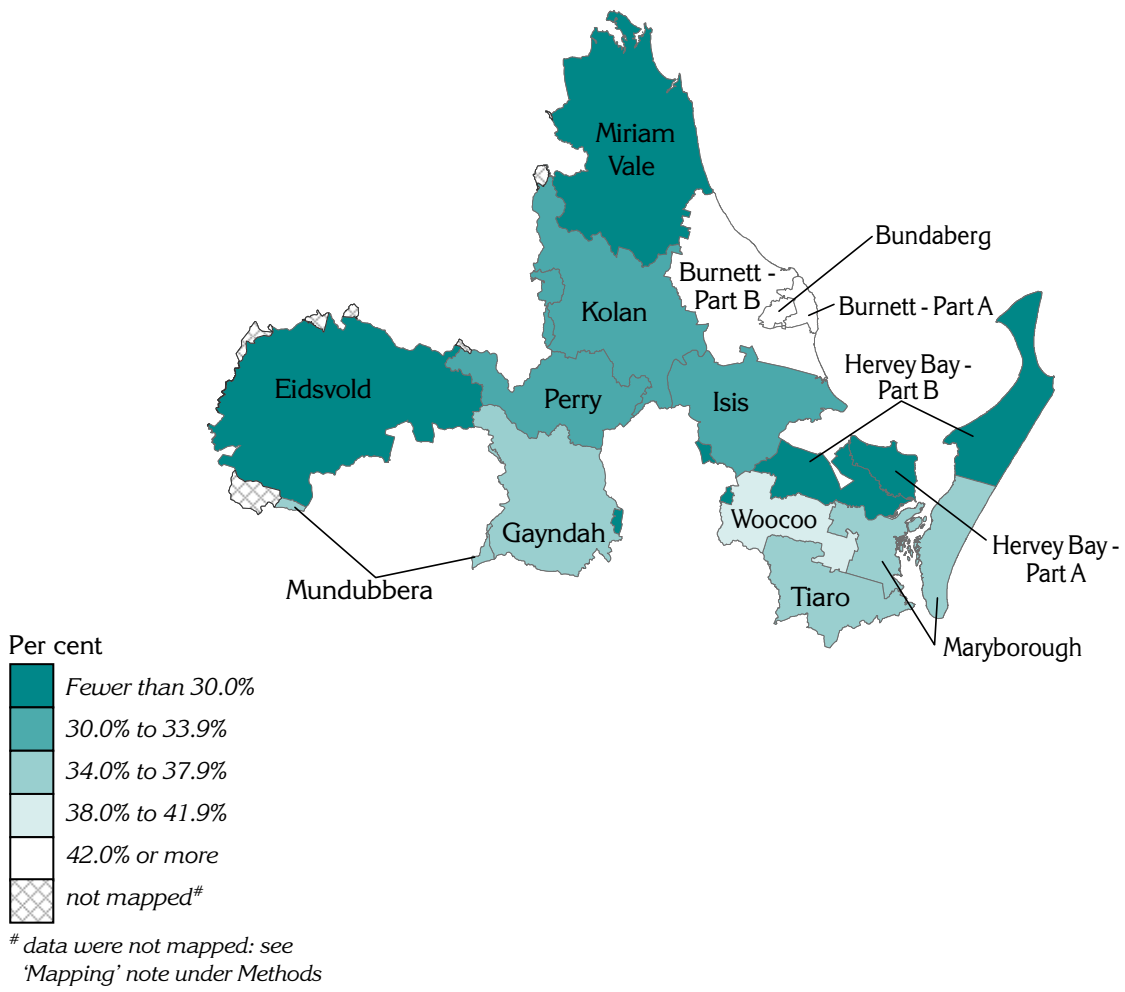 Miriam
Vale
Bundaberg
Burnett -
Part B
Burnett - Part A
Kolan
Hervey Bay -
Part B
Eidsvold
Perry
Isis
Woocoo
Gayndah
Hervey Bay -
Part A
Mundubbera
Tiaro
Maryborough
Per cent
Fewer than 30.0%
30.0% to 33.9%
34.0% to 37.9%
38.0% to 41.9%
42.0% or more
not mapped#
# data were not mapped: see
‘Mapping’ note under Methods